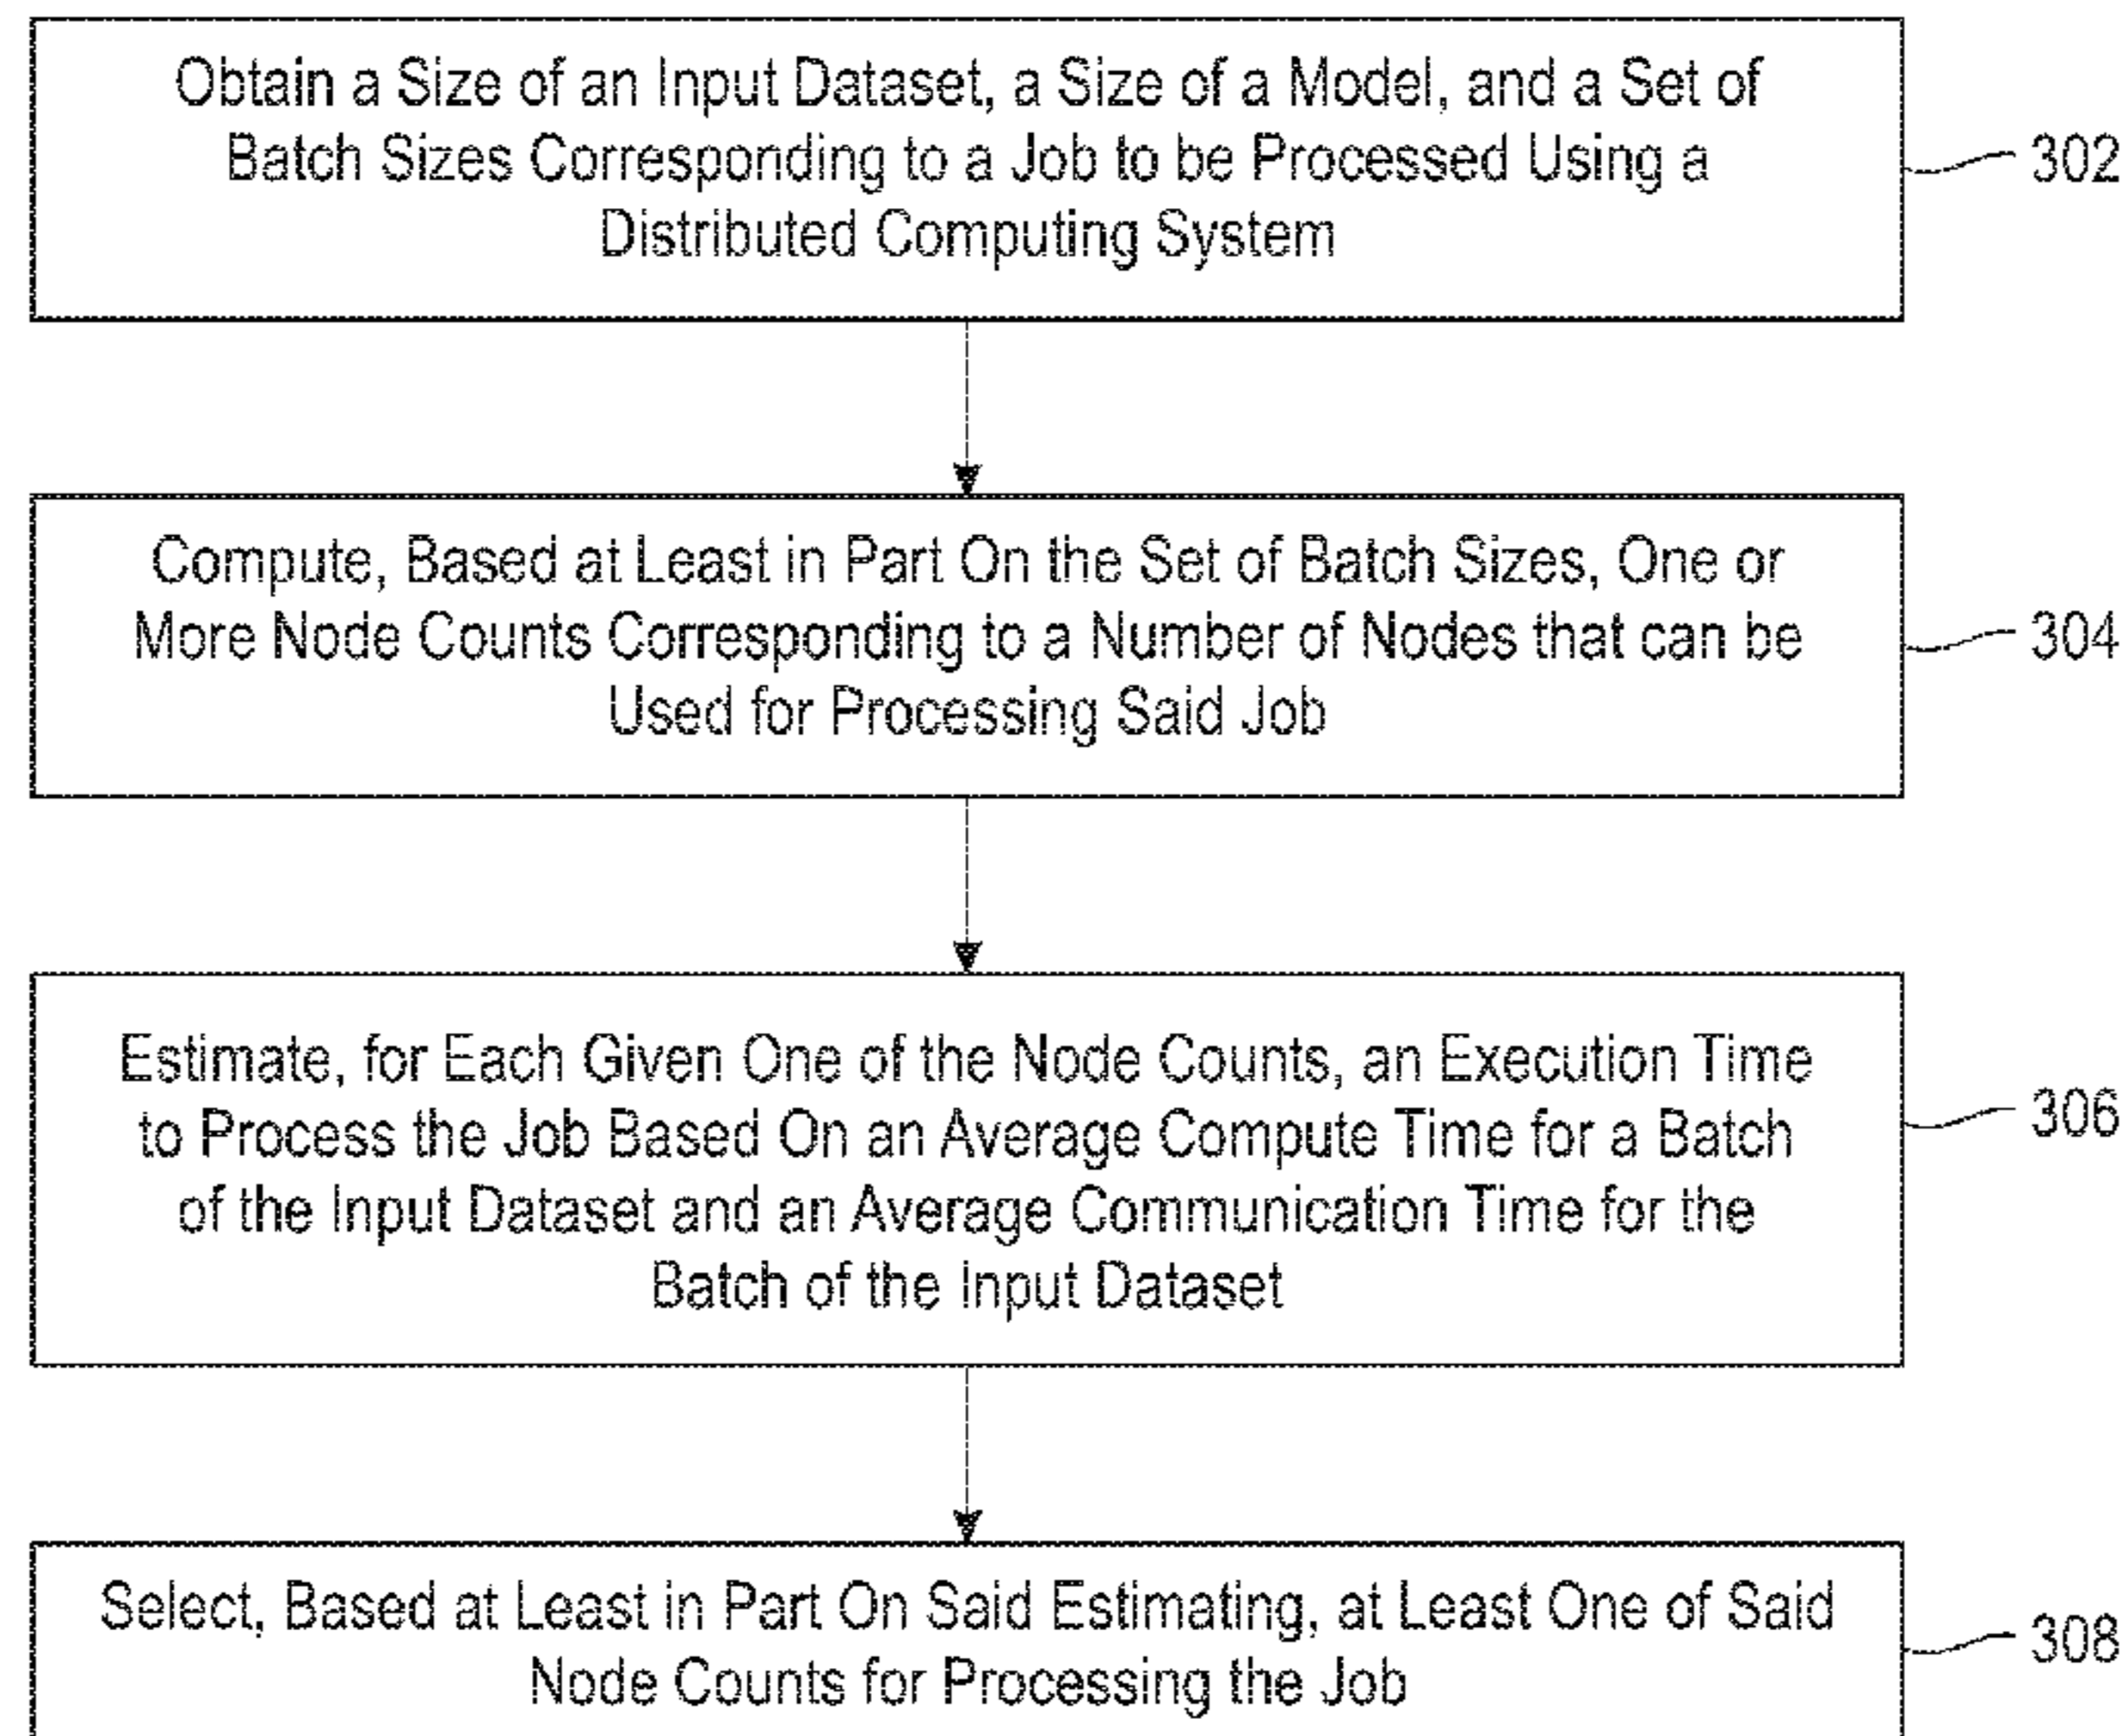 Obtain a Size of an Input Dataset, a Size of a Model, and a Set of
Batch Sizes Corresponding to a Job to be Processed Using a
Distributed Computing System
302
Compute, Based at Least in Part On the Set of Batch Sizes, One or
More Node Counts Corresponding to a Number of Nodes that can be
Used for Processing Said Job
304
Estimate, for Each Given One of the Node Counts, an Execution Time
to Process the Job Based On an Average Compute Time for a Batch
of the Input Dataset and an Average Communication Time for the
Batch of the Input Dataset
306
Select, Based at Least in Part On Said Estimating, at Least One of Said
Node Counts for Processing the Job
308